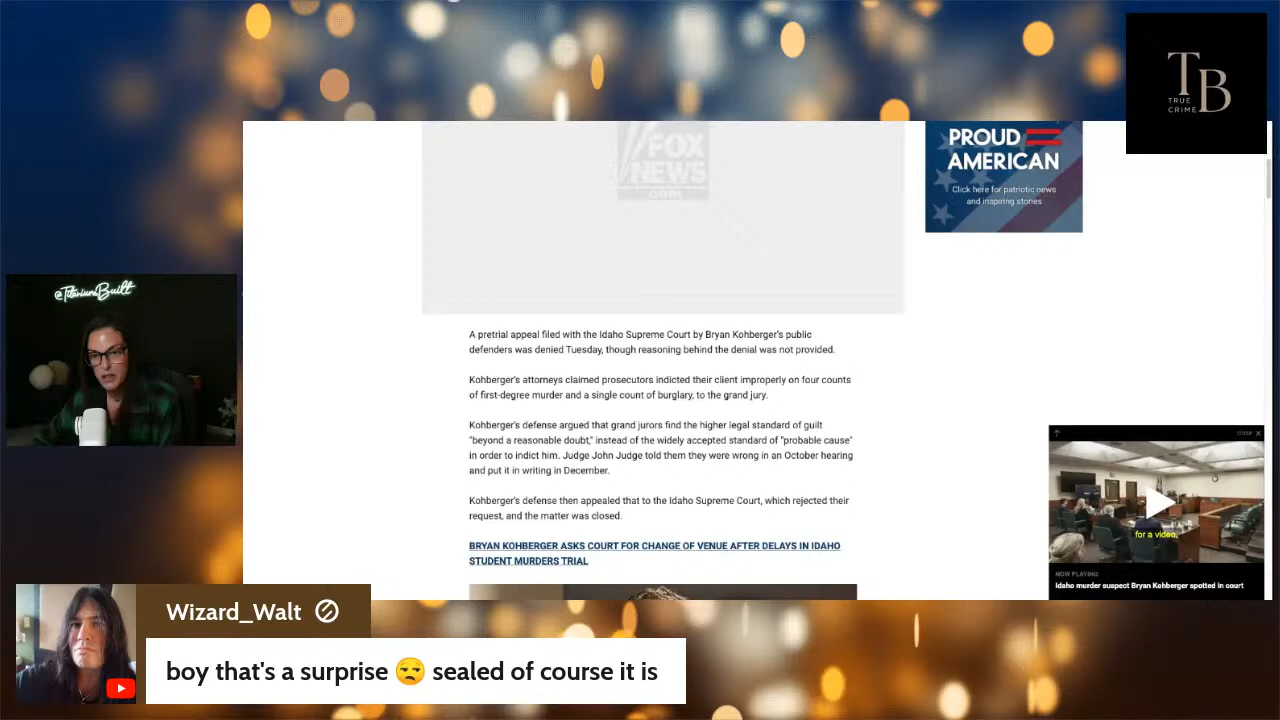 TB
TRUE
CRIME
FOX
NEWS
.com
PROUD
AMERICAN
Click here for patriotic news
and inspiring stories
@TitaniumBuilt
A pretrial appeal filed with the Idaho Supreme Court by Bryan Kohberger's public
defenders was denied Tuesday, though reasoning behind the denial was not provided.
Kohberger's attorneys claimed prosecutors indicted their client improperly on four counts
of first-degree murder and a single count of burglary, to the grand jury.
Kohberger's defense argued that grand jurors find the higher legal standard of guilt
"beyond a reasonable doubt," instead of the widely accepted standard of "probable cause"
in order to indict him. Judge John Judge told them they were wrong in an October hearing
and put it in writing in December.
Kohberger's defense then appealed that to the Idaho Supreme Court, which rejected their
request, and the matter was closed.
BRYAN KOHBERGER ASKS COURT FOR CHANGE OF VENUE AFTER DELAYS IN IDAHO
STUDENT MURDERS TRIAL
close X
for a video,
NOW PLAYING
Idaho murder suspect Bryan Kohberger spotted in court
Wizard_Walt
boy that's a surprise 😒 sealed of course it is